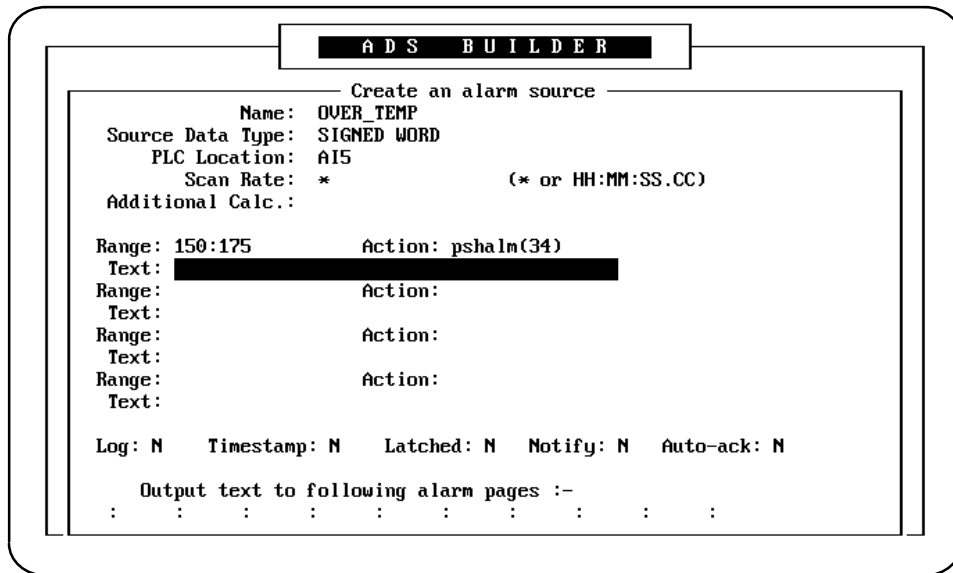 ADS BUILDER
Create an alarm source
Name: OVER_TEMP
Source Data Type: SIGNED WORD
PLC Location: AI5
Scan Rate: * (* or HH:MM:SS.CC)
Additional Calc.:
Range: 150:175 Action: pshalm(34)
Text:
Range: Action:
Text:
Range: Action:
Text:
Range: Action:
Text:
Log: N Timestamp: N Latched: N Notify: N Auto-ack: N
Output text to following alarm pages :-
: : : : : : : : : :